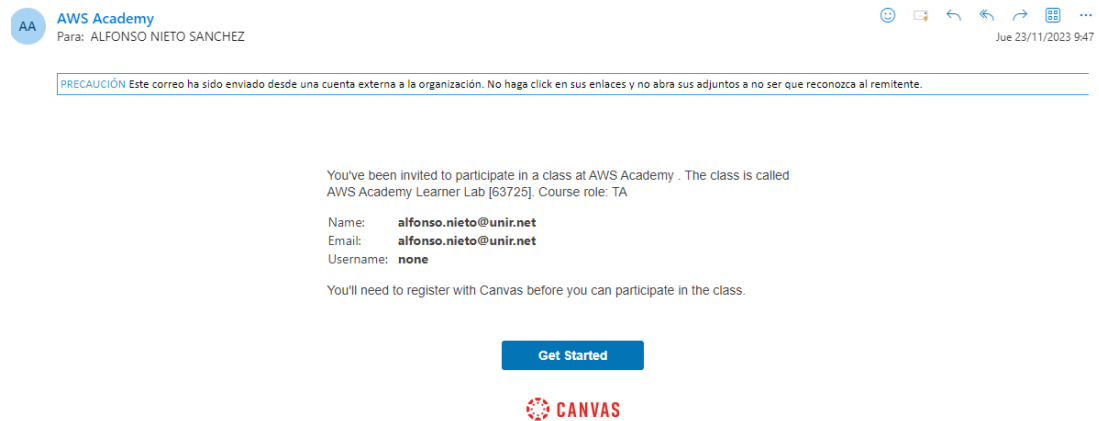 AA
AWS Academy
Para: ALFONSO NIETO SANCHEZ
Jue 23/11/2023 9:47
PRECAUCIÓN Este correo ha sido enviado desde una cuenta externa a la organización. No haga click en sus enlaces y no abra sus adjuntos a no ser que reconozca al remitente.
You've been invited to participate in a class at AWS Academy . The class is called
AWS Academy Learner Lab [63725]. Course role: TA
Name: alfonso.nieto@unir.net
Email: alfonso.nieto@unir.net
Username: none
You'll need to register with Canvas before you can participate in the class.
Get Started
CANVAS